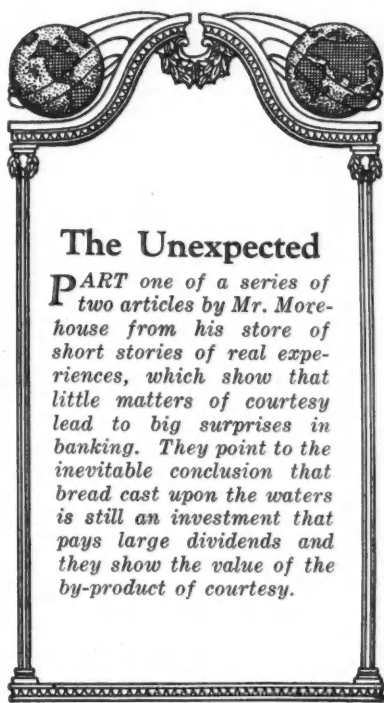 The Unexpected
PART one of a series of
two articles by Mr. More-
house from his store of
short stories of real expe-
riences, which show that
little matters of courtesy
lead to big surprises in
banking. They point to the
inevitable conclusion that
bread cast upon the waters
is still an investment that
pays large dividends and
they show the value of the
by-product of courtesy.